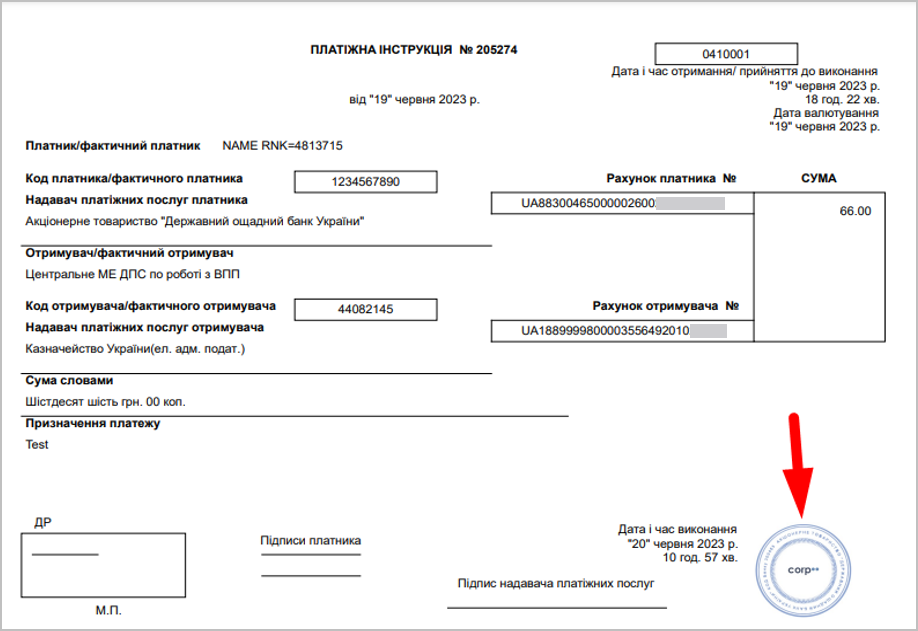 ПЛАТІЖНА ІНСТРУКЦІЯ № 205274
0410001
Дата і час отримання/ прийняття до виконання
"19" червня 2023 р.
18 год. 22 хв.
від "19" червня 2023 р.
Дата валютування
"19" червня 2023 р.
Платник/фактичний платник NAME RNK=4813715
Код платника/фактичного платника 1234567890 Рахунок платника № СУМА
Надавач платіжних послуг платника
UA88300465000002600 66.00
Акціонерне товариство "Державний ощадний банк України"
Отримувач/фактичний отримувач
Центральне МЕ ДПС по роботі з ВПП
Код отримувача/фактичного отримувача 44082145 Рахунок отримувача №
Надавач платіжних послуг отримувача
UA1889999800003556492010
Казначейство України(ел. адм. подат.)
Сума словами
Шістдесят шість грн. 00 коп.
Призначення платежу
Test
ДР
Підписи платника
Дата і час виконання
"20" червня 2023 р.
10 год. 57 хв.
corp**
Підпис надавача платіжних послуг
М.П.